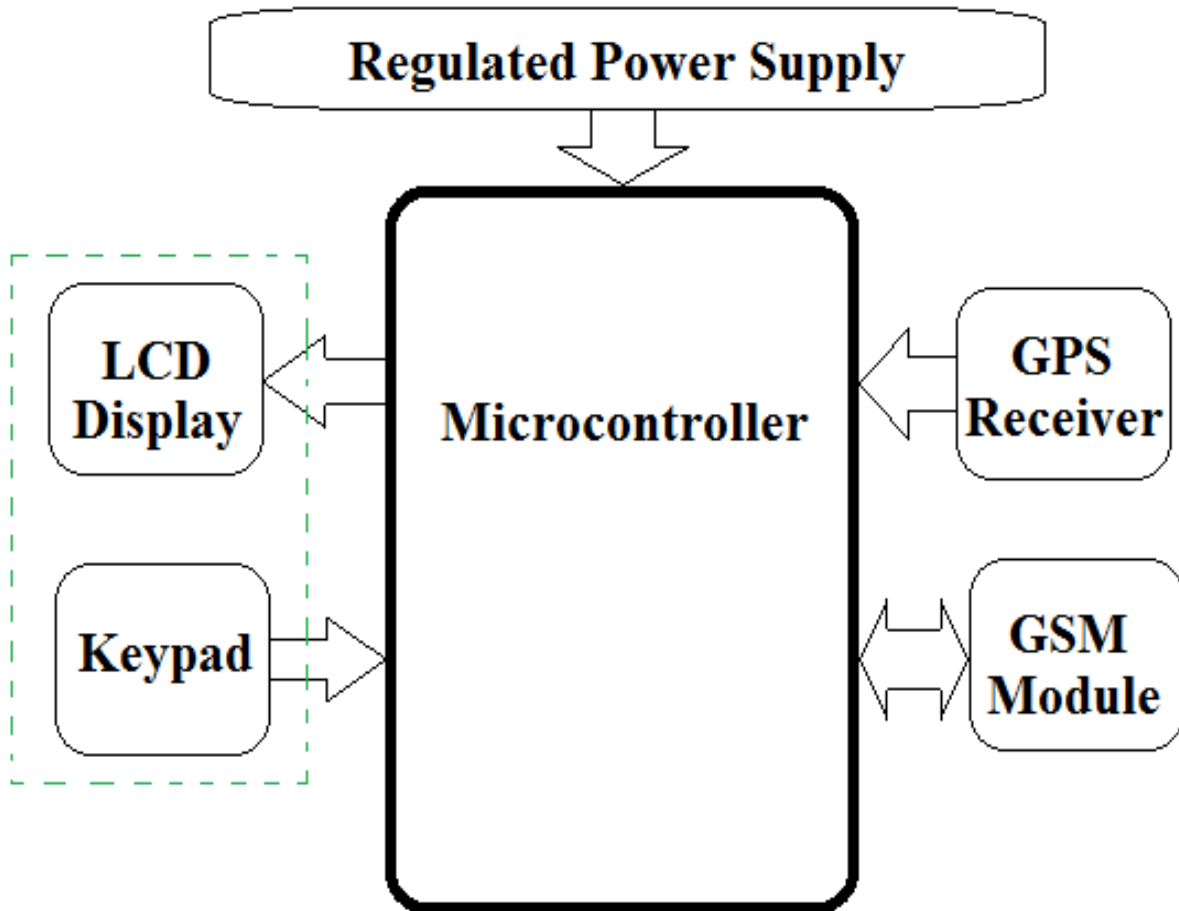 Regulated Power Supply
LCD
Display
Microcontroller
GPS
Receiver
Keypad
GSM
Module